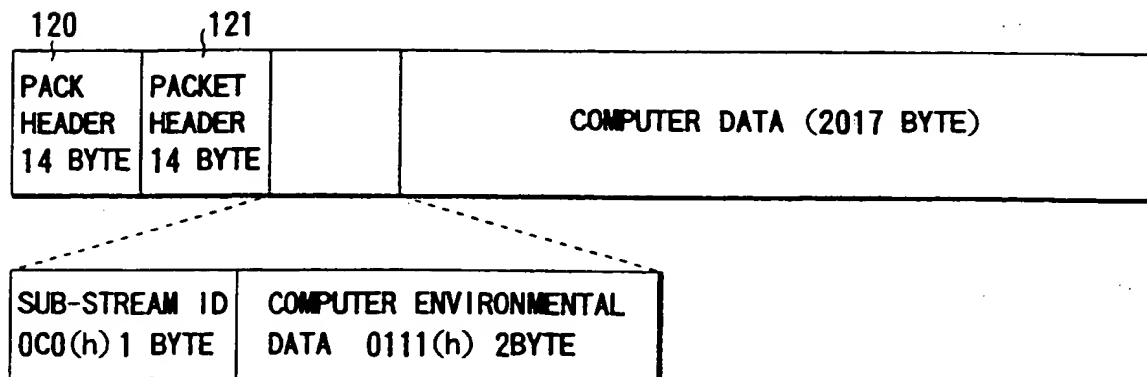 120
121
PACK
HEADER
14 BYTE
PACKET
HEADER
14 BYTE
COMPUTER DATA (2017 BYTE)
SUB-STREAM ID
0C0(h) 1 BYTE
COMPUTER ENVIRONMENTAL
DATA 0111(h) 2BYTE